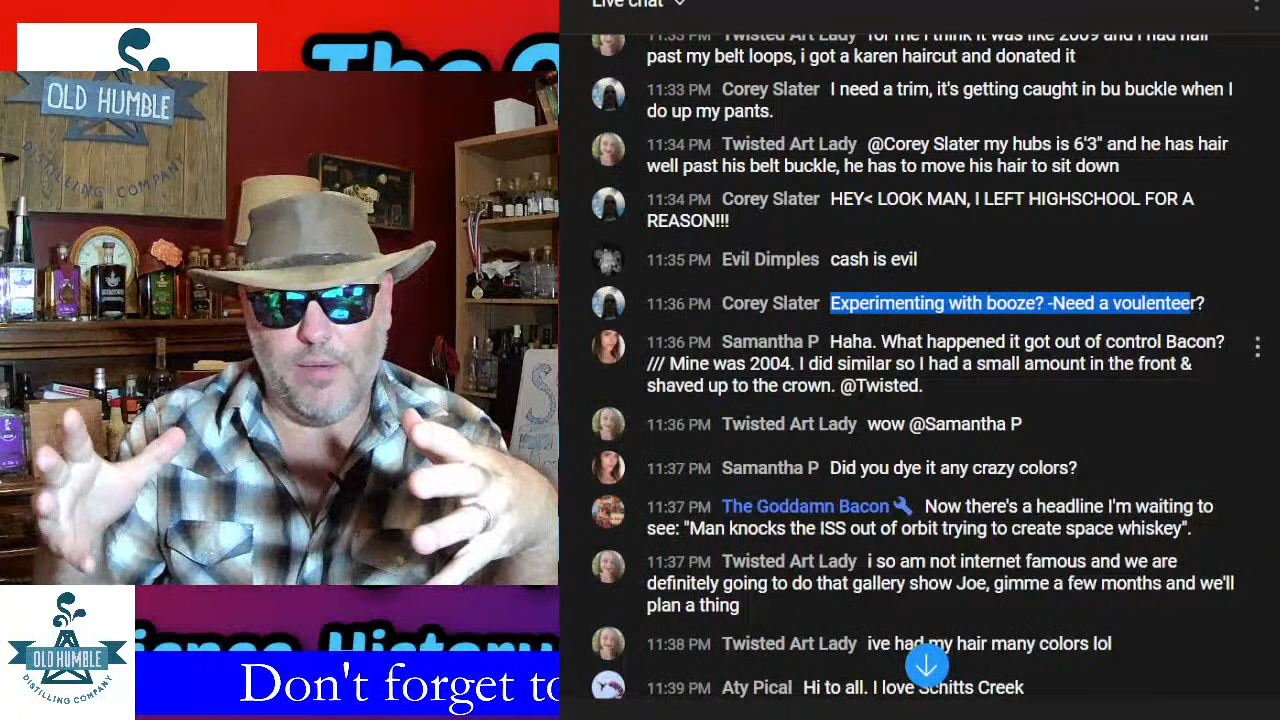 The
OLD HUMBLE
DISTILLING COMPANY
OLD HUMBLE
DISTILLING COMPANY
Don't forget to
Live chat
11:33 PM Twisted Art Lady for me I think it was like 2009 and I had hair
past my belt loops, i got a karen haircut and donated it
11:33 PM Corey Slater I need a trim, it's getting caught in bu buckle when I
do up my pants.
11:34 PM Twisted Art Lady @Corey Slater my hubs is 6'3" and he has hair
well past his belt buckle, he has to move his hair to sit down
11:34 PM Corey Slater HEY< LOOK MAN, I LEFT HIGHSCHOOL FOR A
REASON!!!
11:35 PM Evil Dimples cash is evil
11:36 PM Corey Slater Experimenting with booze? -Need a voulenteer?
11:36 PM Samantha P Haha. What happened it got out of control Bacon?
/// Mine was 2004. I did similar so I had a small amount in the front &
shaved up to the crown. @Twisted.
11:36 PM Twisted Art Lady wow @Samantha P
11:37 PM Samantha P Did you dye it any crazy colors?
11:37 PM The Goddamn Bacon Now there's a headline I'm waiting to
see: "Man knocks the ISS out of orbit trying to create space whiskey".
11:37 PM Twisted Art Lady i so am not internet famous and we are
definitely going to do that gallery show Joe, gimme a few months and we'll
plan a thing
11:38 PM Twisted Art Lady ive had my hair many colors lol
11:39 PM Aty Pical Hi to all. I love Schitts Creek